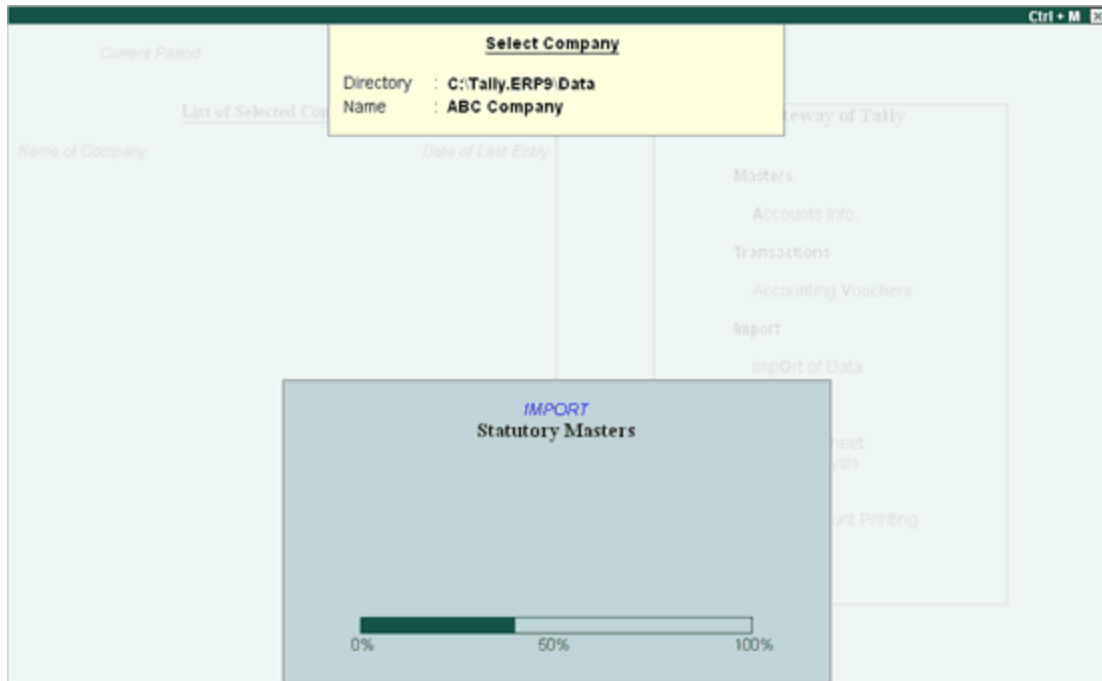 Ctrl + M
Current Period
Select Company
Directory : C:\Tally.ERP9\Data
Name : ABC Company
List of Selected
teway of Tally
Name of Company Date of Last Entry
Masters
Accounts Info.
Transactions
Accounting Vouchers
Import
ImpOrt of Data
IMPORT
Statutory Masters
heet
ysis
unt Printing
0% 50% 100%